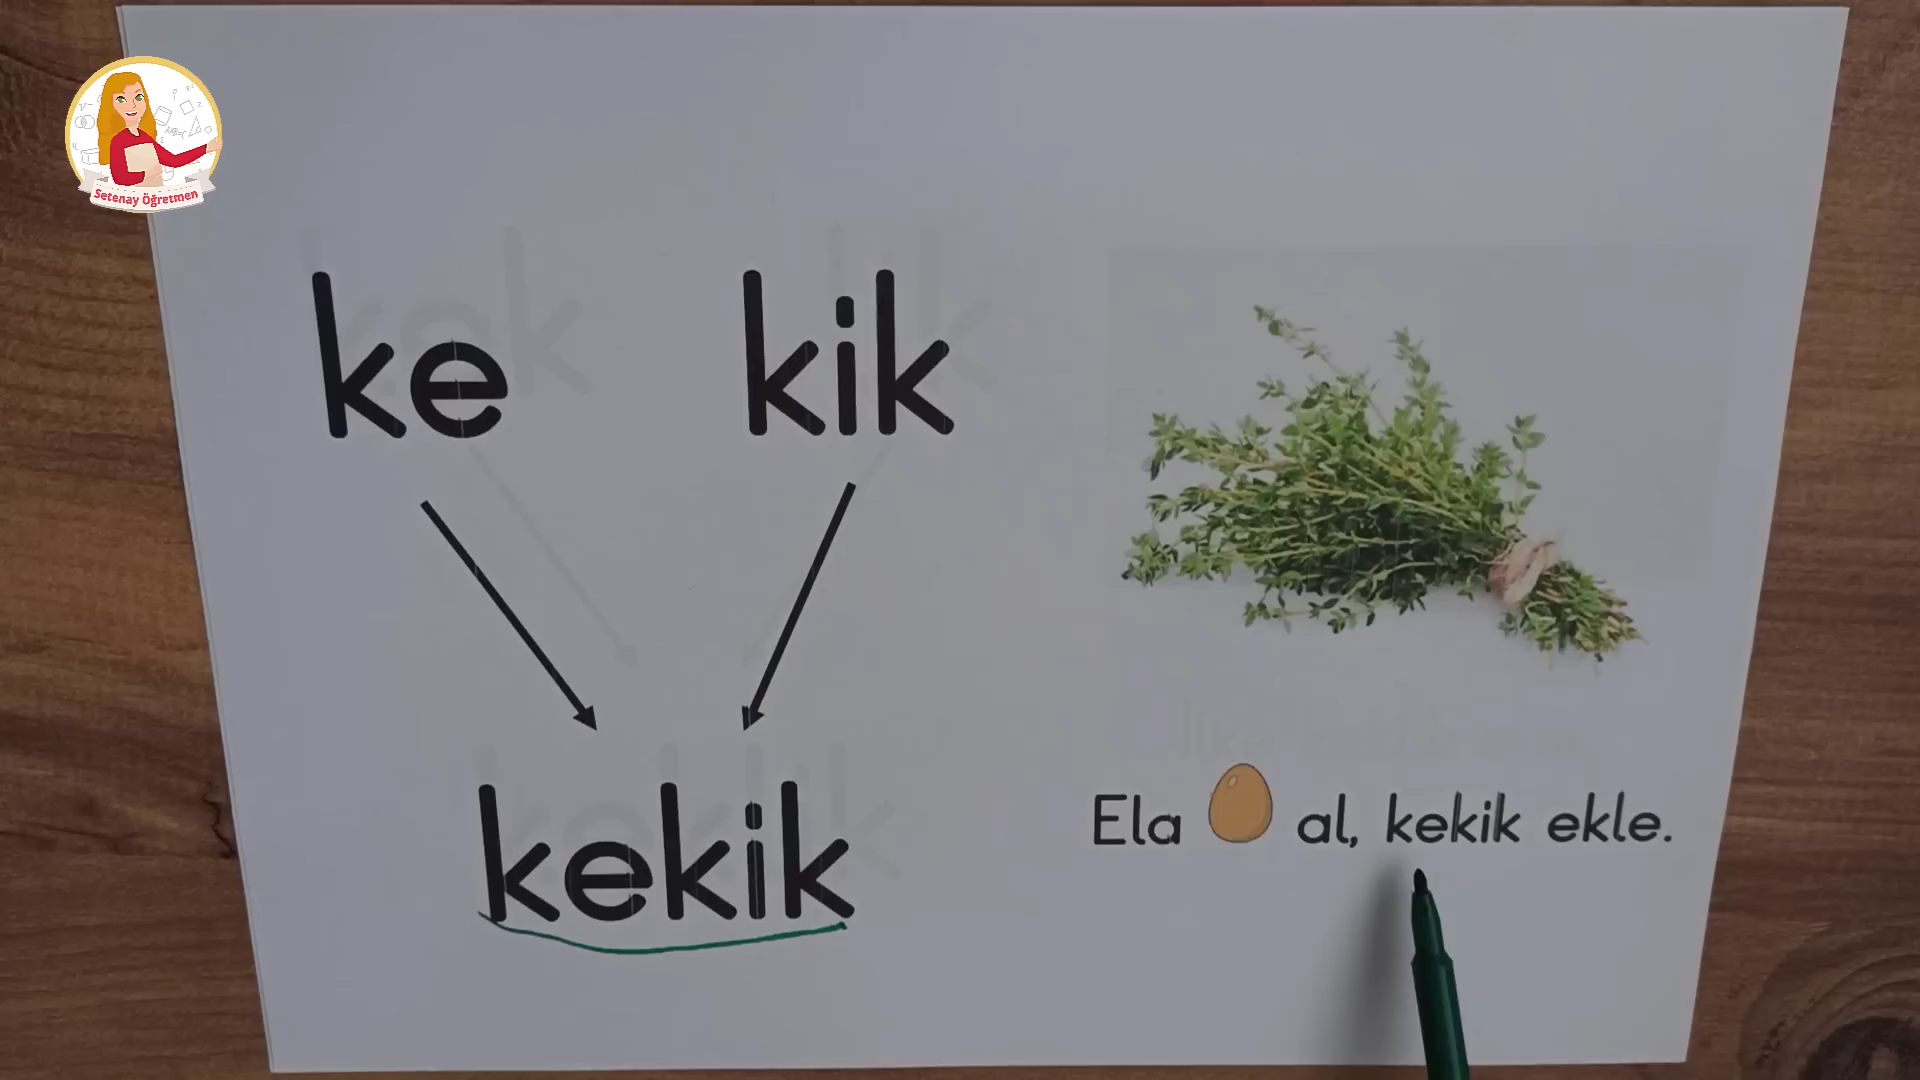 Setenay Öğretmen
ke kik
kekik
Ela al, kekik ekle.